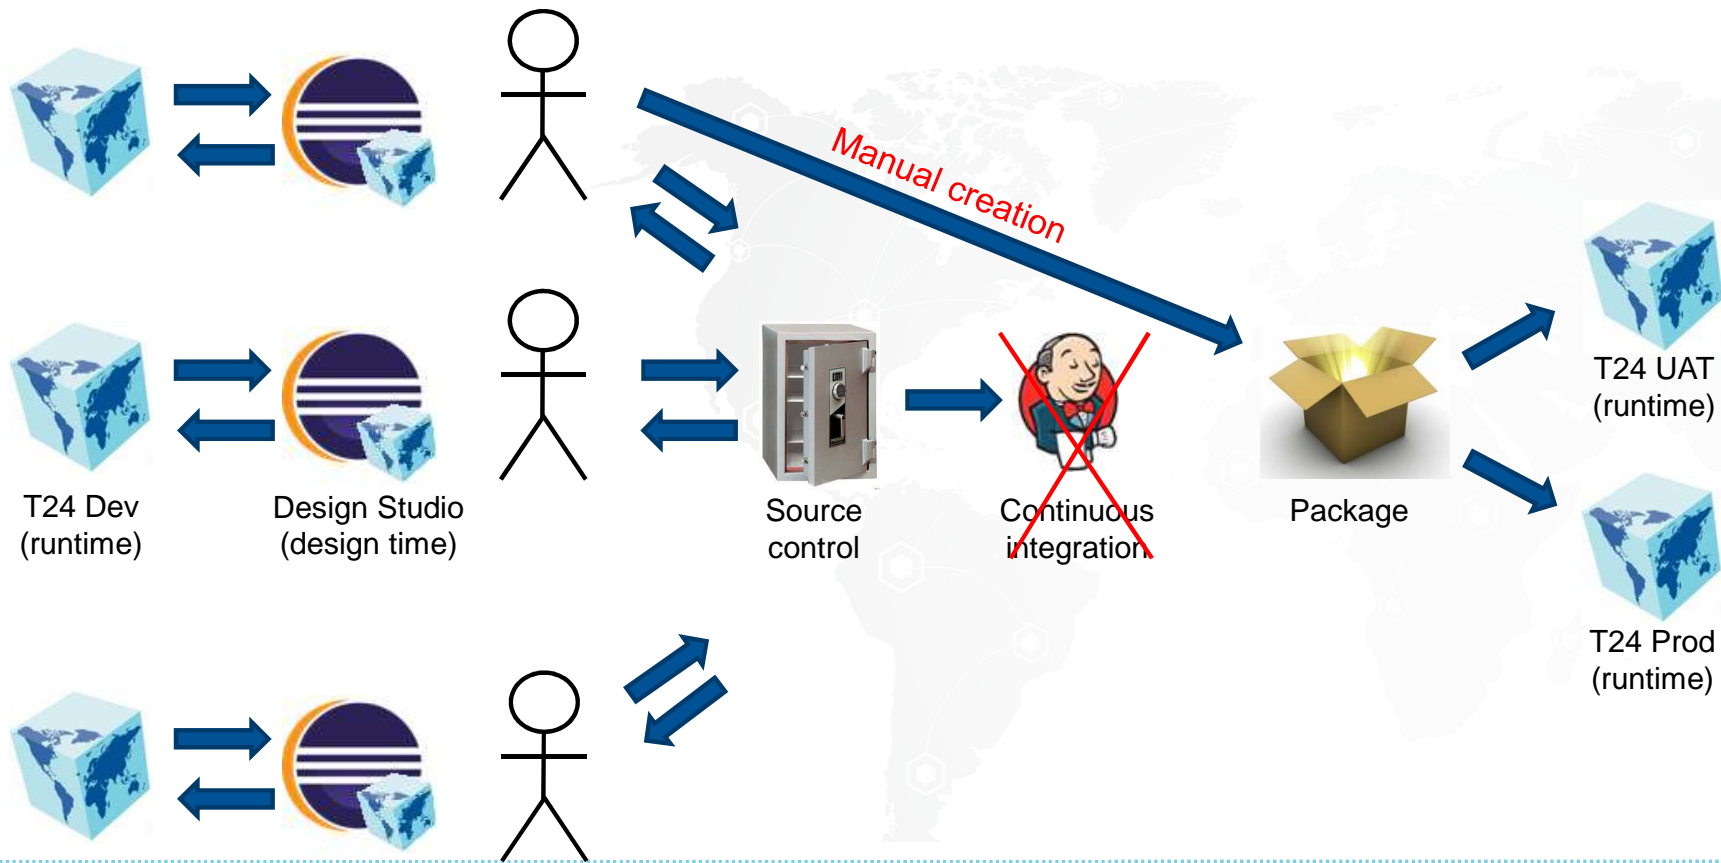 Manual creation
T24 UAT
(runtime)
T24 Dev
(runtime)
Design Studio
(design time)
Source
control
Continuous
integration
Package
T24 Prod
(runtime)